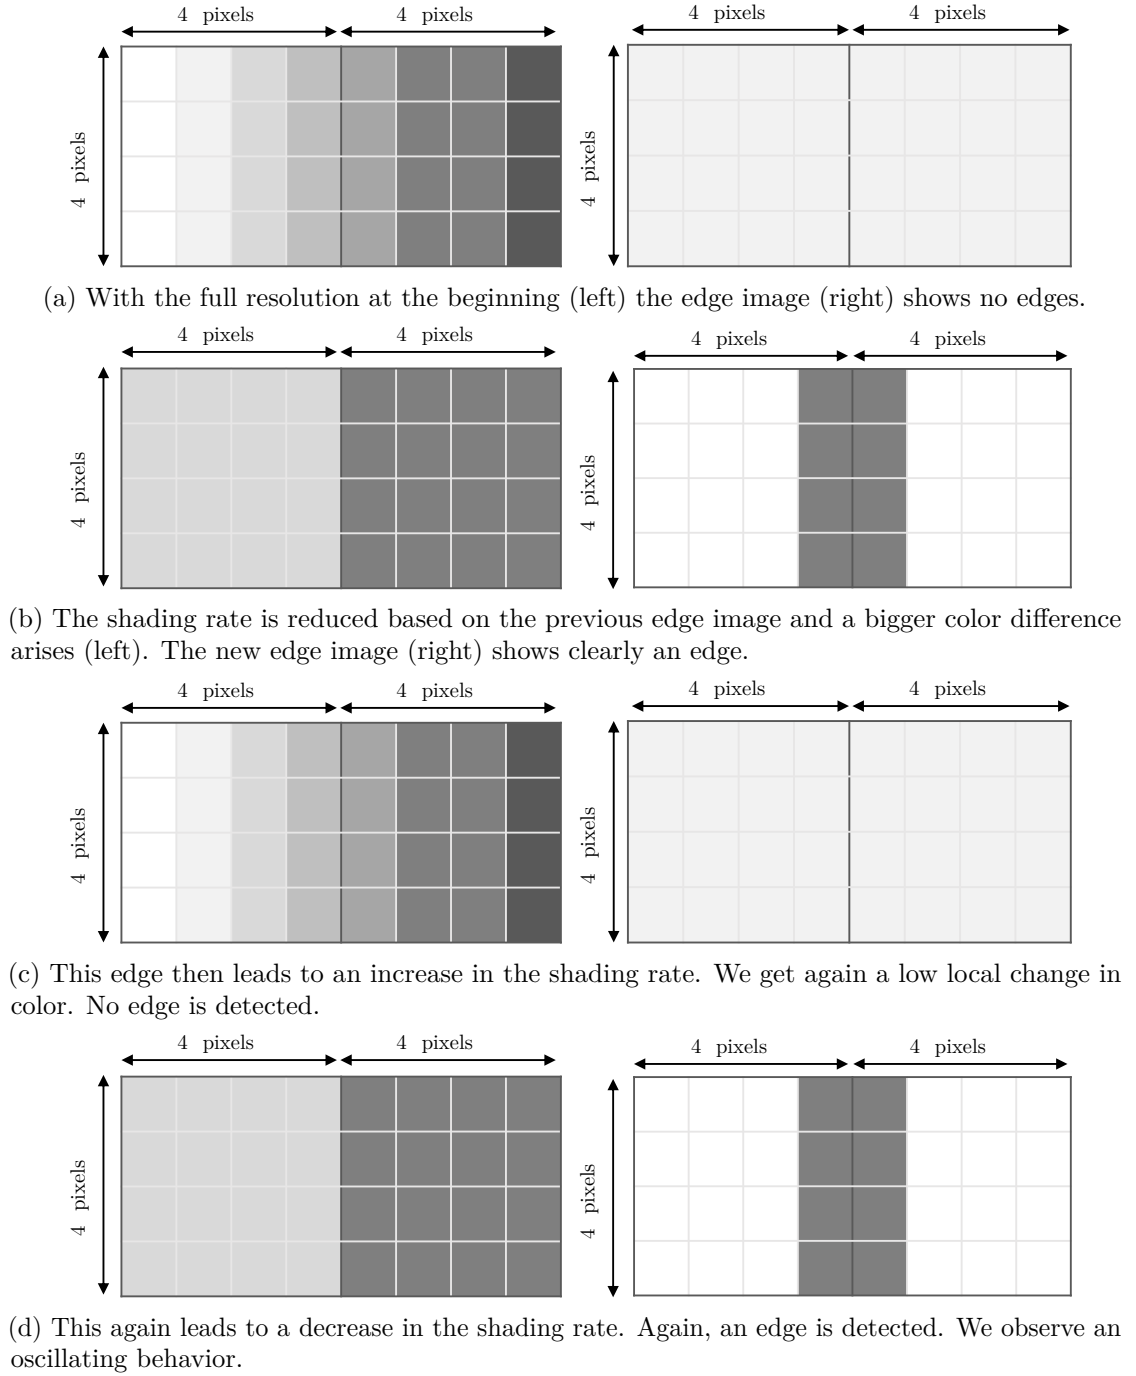 4 pixels 4 pixels 4 pixels 4 pixels
4 pixels 4 pixels
(a) With the full resolution at the beginning (left) the edge image (right) shows no edges.
4 pixels 4 pixels 4 pixels 4 pixels
4 pixels 4 pixels
(b) The shading rate is reduced based on the previous edge image and a bigger color difference
arises (left). The new edge image (right) shows clearly an edge.
4 pixels 4 pixels 4 pixels 4 pixels
4 pixels 4 pixels
(c) This edge then leads to an increase in the shading rate. We get again a low local change in
color. No edge is detected.
4 pixels 4 pixels 4 pixels 4 pixels
4 pixels 4 pixels
(d) This again leads to a decrease in the shading rate. Again, an edge is detected. We observe an
oscillating behavior.